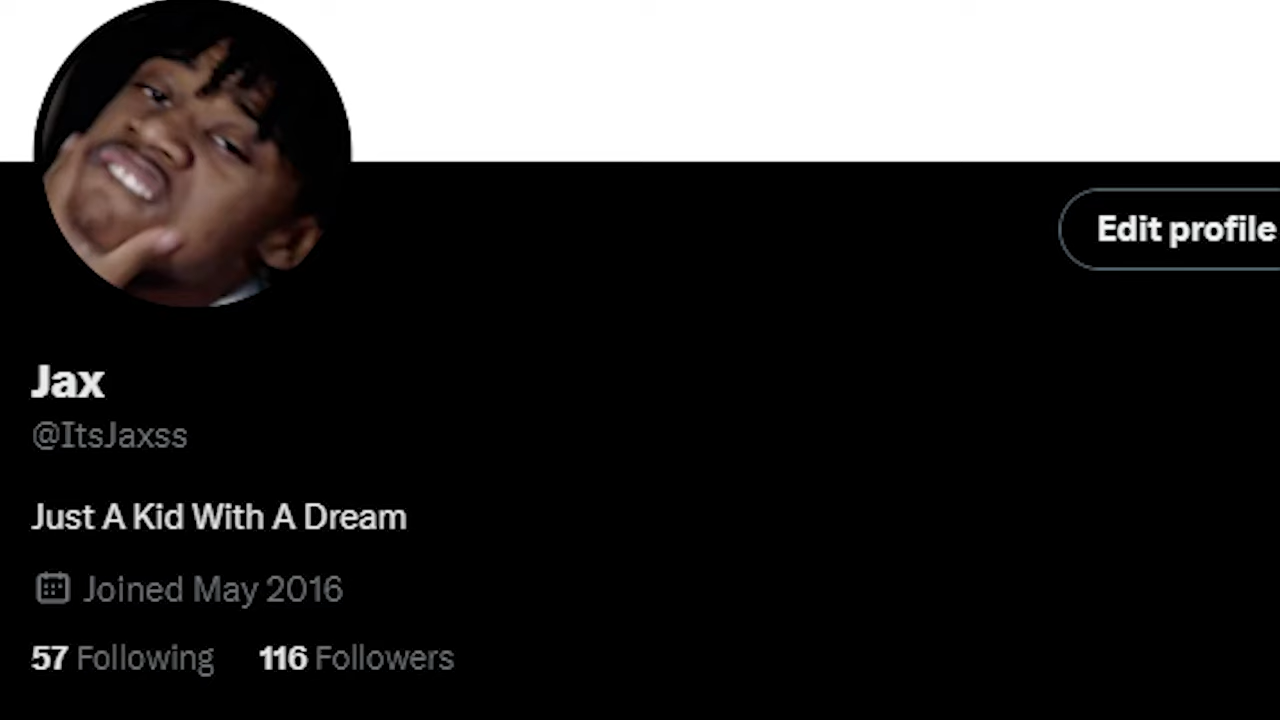 Edit profile
Jax
@ItsJaxss
Just A Kid With A Dream
Joined May 2016
57 Following 116 Followers